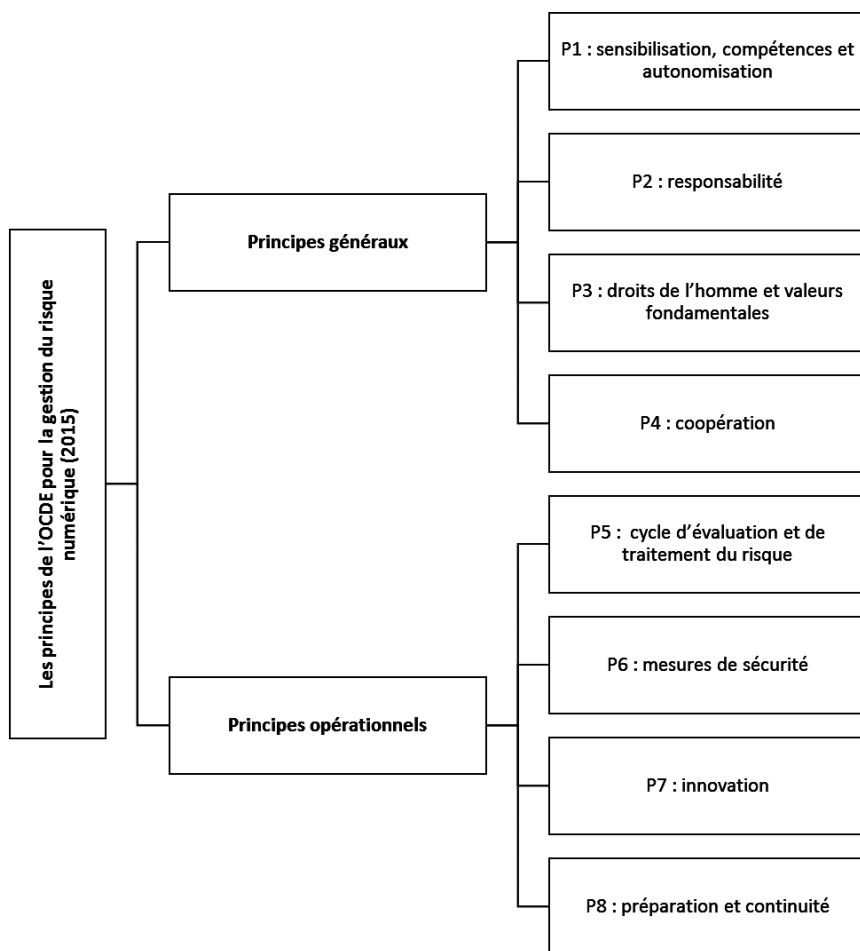 Les principes de l'OCDE pour la gestion du risque
numérique (2015)
Principes généraux
P1 : sensibilisation, compétences et
autonomisation
P2 : responsabilité
P3 : droits de l'homme et valeurs
fondamentales
P4 : coopération
Principes opérationnels
P5 :  cycle d'évaluation et de
traitement du risque
P6 : mesures de sécurité
P7 : innovation
P8 : préparation et continuité